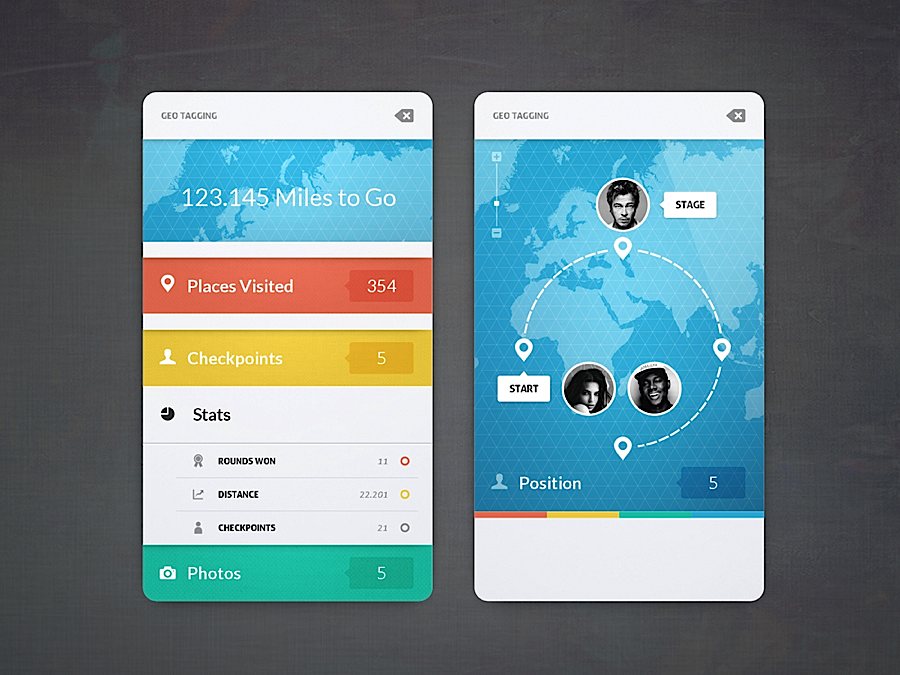 GEO TAGGING
123.145 Miles to Go
Places Visited 354
Checkpoints 5
Stats
ROUNDS WON 11
DISTANCE 22.201
CHECKPOINTS 21
Photos 5
GEO TAGGING
STAGE
START
Position 5